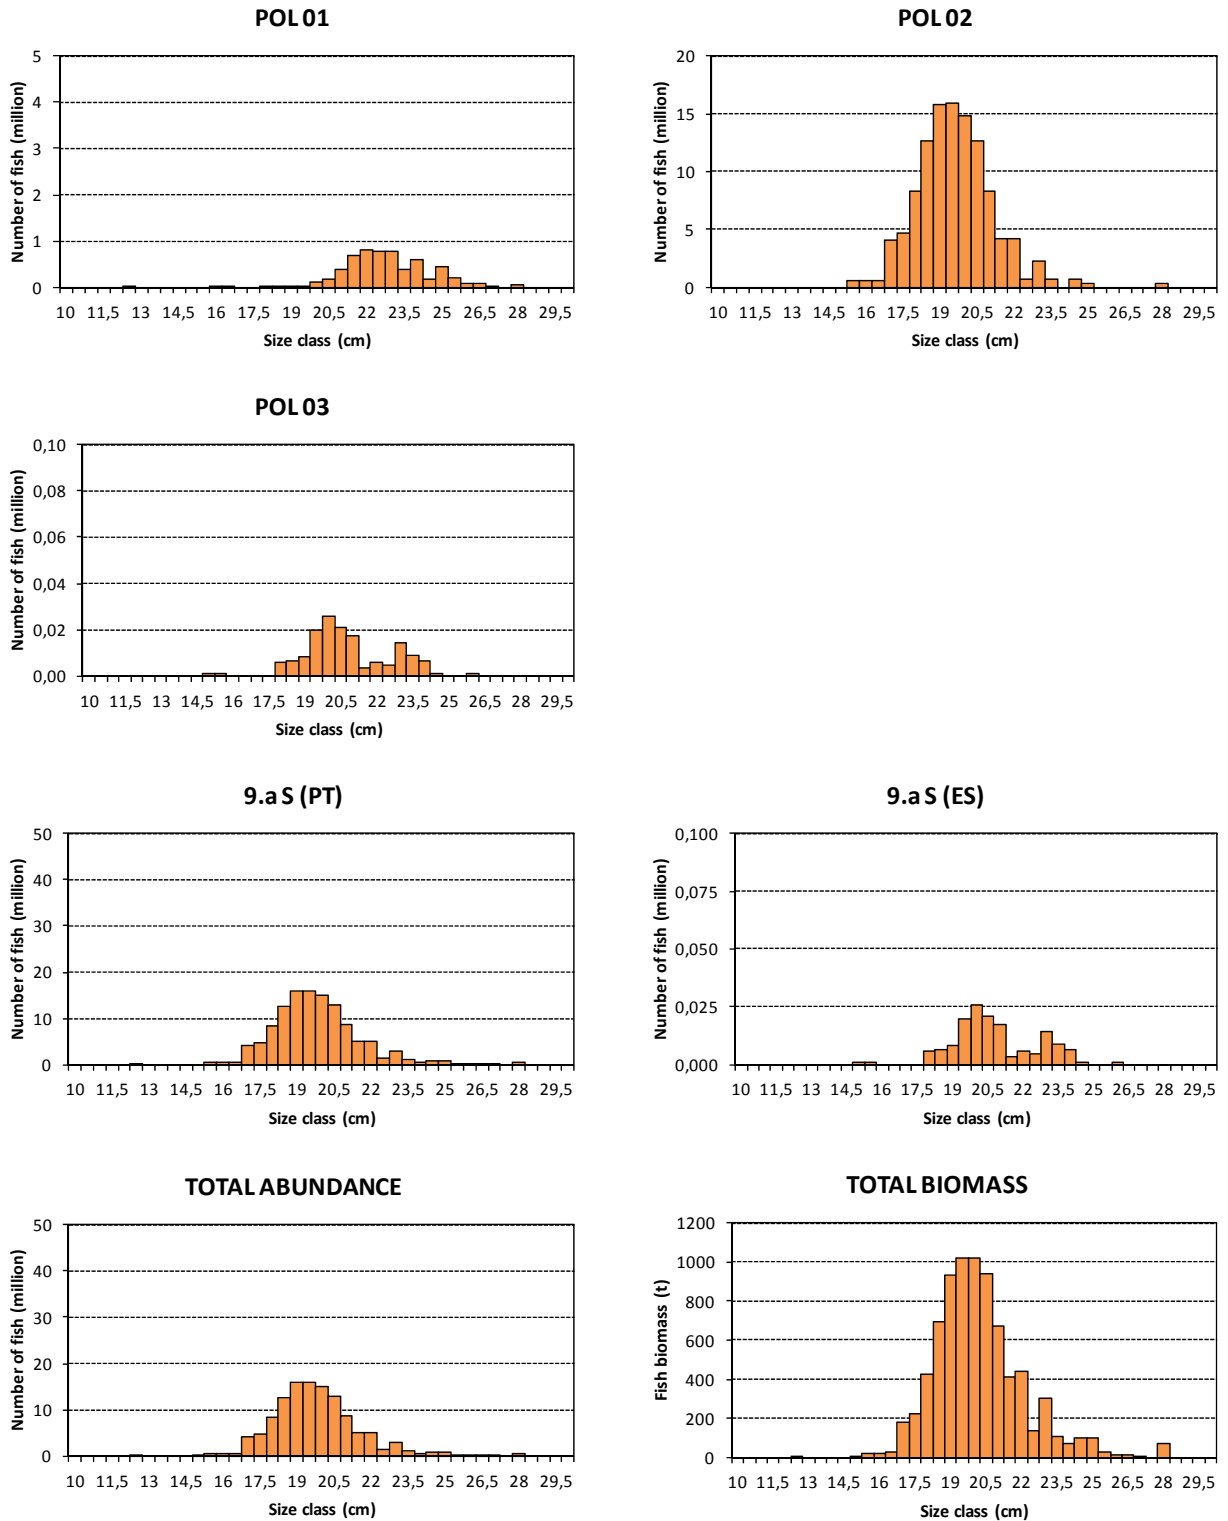 POL 01
5
4
3
2
1
0
Number of fish (million)
10 11,5 13 14,5 16 17,5 19 20,5 22 23,5 25 26,5 28 29,5
Size class (cm)
POL 02
20
15
10
5
0
Number of fish (million)
10 11,5 13 14,5 16 17,5 19 20,5 22 23,5 25 26,5 28 29,5
Size class (cm)
POL 03
0,10
0,08
0,06
0,04
0,02
0,00
Number of fish (million)
10 11,5 13 14,5 16 17,5 19 20,5 22 23,5 25 26,5 28 29,5
Size class (cm)
9.a S (PT)
50
40
30
20
10
0
Number of fish (million)
10 11,5 13 14,5 16 17,5 19 20,5 22 23,5 25 26,5 28 29,5
Size class (cm)
9.a S (ES)
0,100
0,075
0,050
0,025
0,000
Number of fish (million)
10 11,5 13 14,5 16 17,5 19 20,5 22 23,5 25 26,5 28 29,5
Size class (cm)
TOTAL ABUNDANCE
50
40
30
20
10
0
Number of fish (million)
10 11,5 13 14,5 16 17,5 19 20,5 22 23,5 25 26,5 28 29,5
Size class (cm)
TOTAL BIOMASS
1200
1000
800
600
400
200
0
Fish biomass (t)
10 11,5 13 14,5 16 17,5 19 20,5 22 23,5 25 26,5 28 29,5
Size class (cm)